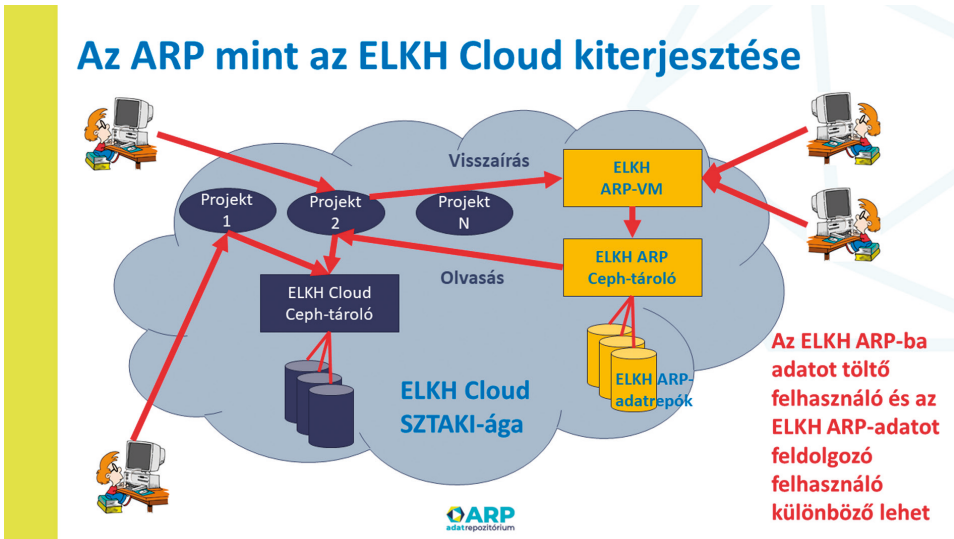 Az ARP mint az ELKH Cloud kiterjesztése
Visszaírás
ELKH
ARP-VM
Projekt
1
Projekt
2
Projekt
N
ELKH ARP
Ceph-tároló
Olvasás
ELKH Cloud
Ceph-tároló
ELKH ARP-
adatrepók
ELKH Cloud
SZTAKI-ága
Az ELKH ARP-ba
adatot töltő
felhasználó és az
ELKH ARP-adatot
feldolgozó
felhasználó
különböző lehet
ARP
adatrepozitórium